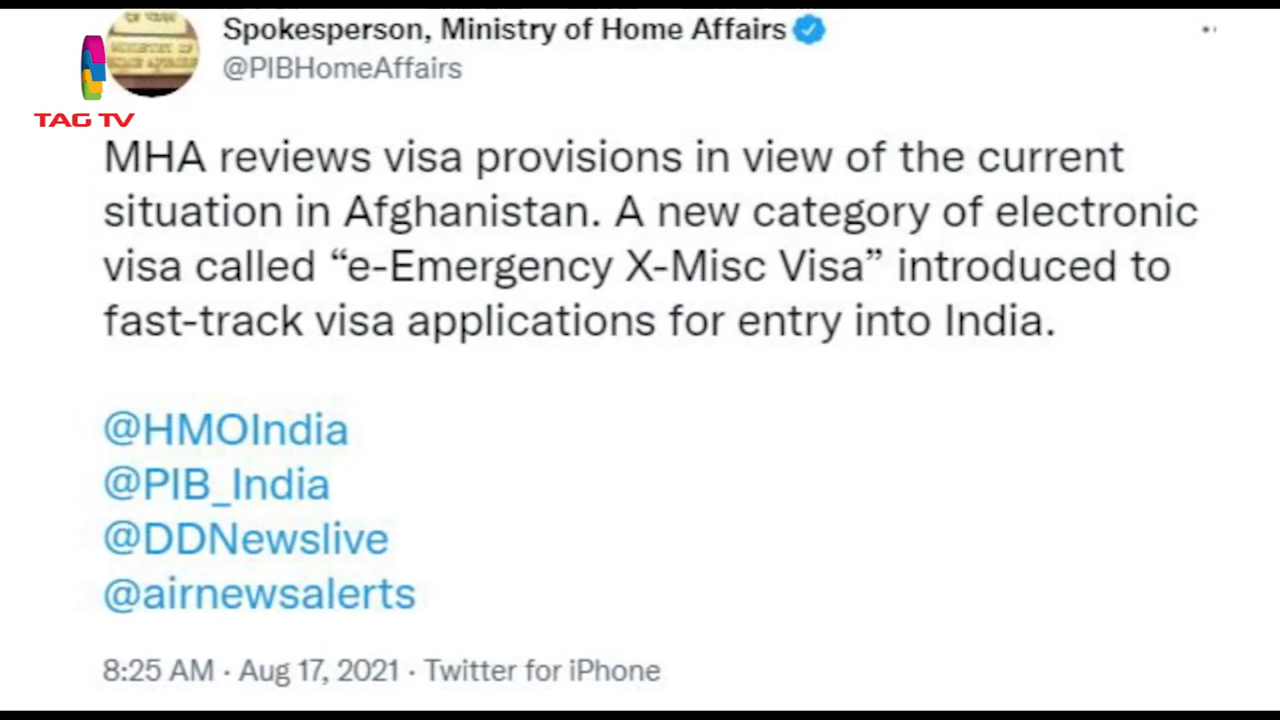 Spokesperson, Ministry of Home Affairs
@PIBHomeAffairs
TAG TV
MHA reviews visa provisions in view of the current
situation in Afghanistan. A new category of electronic
visa called “e-Emergency X-Misc Visa” introduced to
fast-track visa applications for entry into India.
@HMOIndia
@PIB_India
@DDNewslive
@airnewsalerts
8:25 AM · Aug 17, 2021 · Twitter for iPhone